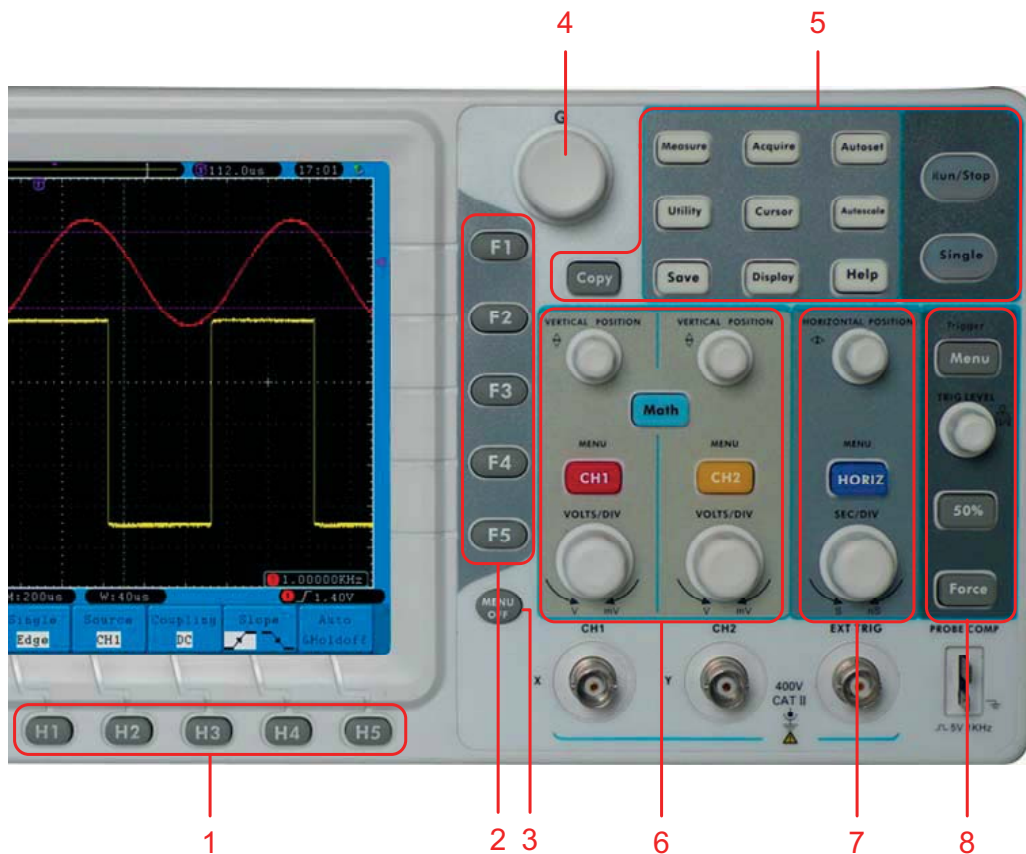 4
5
G
Measure
Acquire
Autoset
Run/Stop
112.0us
17:01
Utility
Cursor
Autoscale
Single
F1
Copy
Save
Display
Help
F2
VERTICAL POSITION
VERTICAL POSITION
HORIZONTAL POSITION
Trigger
Menu
F3
Math
TRIG LEVEL
MENU
MENU
MENU
F4
CH1
CH2
HORIZ
50%
F5
VOLTS/DIV
VOLTS/DIV
SEC/DIV
1.00000KHz
Force
M:200us
W:40us
1.40V
MENU OFF
V mV
V mV
S nS
Single
Source
Coupling
Slope
Auto
Edge
CH1
DC
&Holdoff
CH1
CH2
EXT TRIG
PROBE COMP
X
Y
400V
CAT II
H1
H2
H3
H4
H5
5V 1KHz
1
2
3
6
7
8